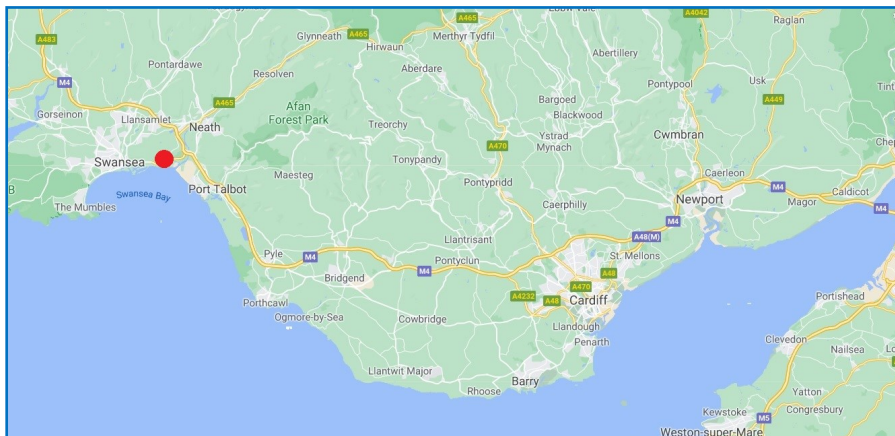 Ebbw Vale
A4042
Raglan
A483
A465
Glynneath
A465
Hirwaun
Merthyr Tydfil
Abertillery
Pontardawe
Resolven
Aberdare
Pontypool
Usk
M4
A465
Bargoed
A449
Gorseinon
Llansamlet
Afan
Forest Park
Blackwood
Neath
Treorchy
A470
Ystrad
Mynach
Cwmbran
Swansea
Tonypandy
Caerleon
Maesteg
Pontypridd
Port Talbot
M4
Caldicot
Swansea Bay
Newport
Magor
M4
The Mumbles
Caerphilly
M4
Llantrisant
A48(M)
Pyle
M4
Pontyclun
St. Mellons
M4
Bridgend
A48
A470
Porthcawl
A4232
A48
Cardiff
Portishead
Ogmore-by-Sea
Cowbridge
Llandough
Penarth
Clevedon
Nailsea
Llantwit Major
Barry
Rhoose
Yatton
Kewstoke
Congresbury
M5
Weston-super-Mare